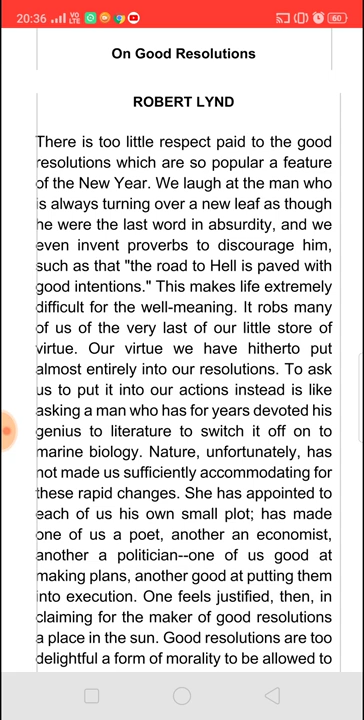 20:36
VO
LTE
60
On Good Resolutions
ROBERT LYND
There is too little respect paid to the good
resolutions which are so popular a feature
of the New Year. We laugh at the man who
is always turning over a new leaf as though
he were the last word in absurdity, and we
even invent proverbs to discourage him,
such as that "the road to Hell is paved with
good intentions." This makes life extremely
difficult for the well-meaning. It robs many
of us of the very last of our little store of
virtue. Our virtue we have hitherto put
almost entirely into our resolutions. To ask
us to put it into our actions instead is like
asking a man who has for years devoted his
genius to literature to switch it off on to
marine biology. Nature, unfortunately, has
not made us sufficiently accommodating for
these rapid changes. She has appointed to
each of us his own small plot; has made
one of us a poet, another an economist,
another a politician--one of us good at
making plans, another good at putting them
into execution. One feels justified, then, in
claiming for the maker of good resolutions
a place in the sun. Good resolutions are too
delightful a form of morality to be allowed to